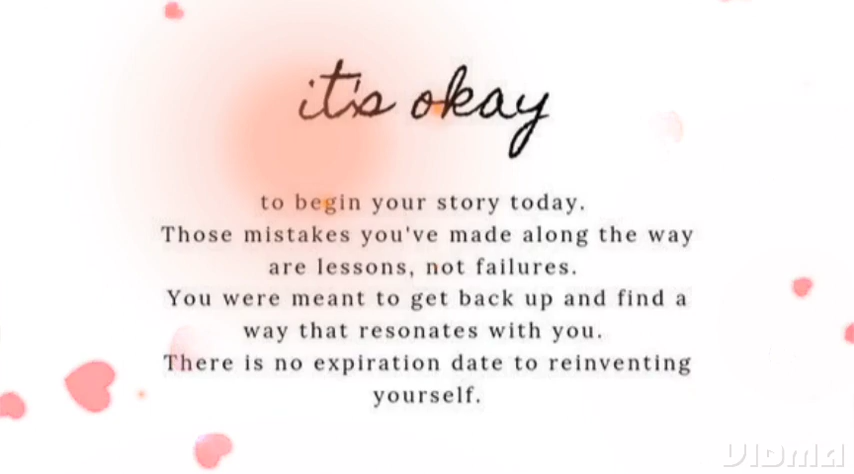 it's okay
to begin your story today.
Those mistakes you've made along the way
are lessons, not failures.
You were meant to get back up and find a
way that resonates with you.
There is no expiration date to reinventing
yourself.
VIDMA